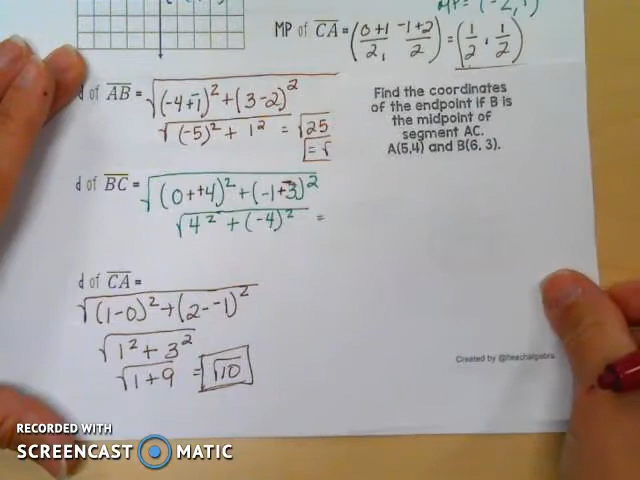 MP = (-2,
MP of CA = (0+1/2, -1+2/2) = (1/2, 1/2)
d of AB = √(-4+-1)² + (3-2)²
√(-5)² + 1² = √25
= √
Find the coordinates
of the endpoint if B is
the midpoint of
segment AC.
A(5,4) and B(6, 3).
d of BC = √(0++4)² + (-1+-3)²
√4² + (-4)² =
d of CA =
√(1-0)² + (2--1)²
√1² + 3²
√1+9 = √10
Created by @iteachalgebra
RECORDED WITH
SCREENCAST-O-MATIC